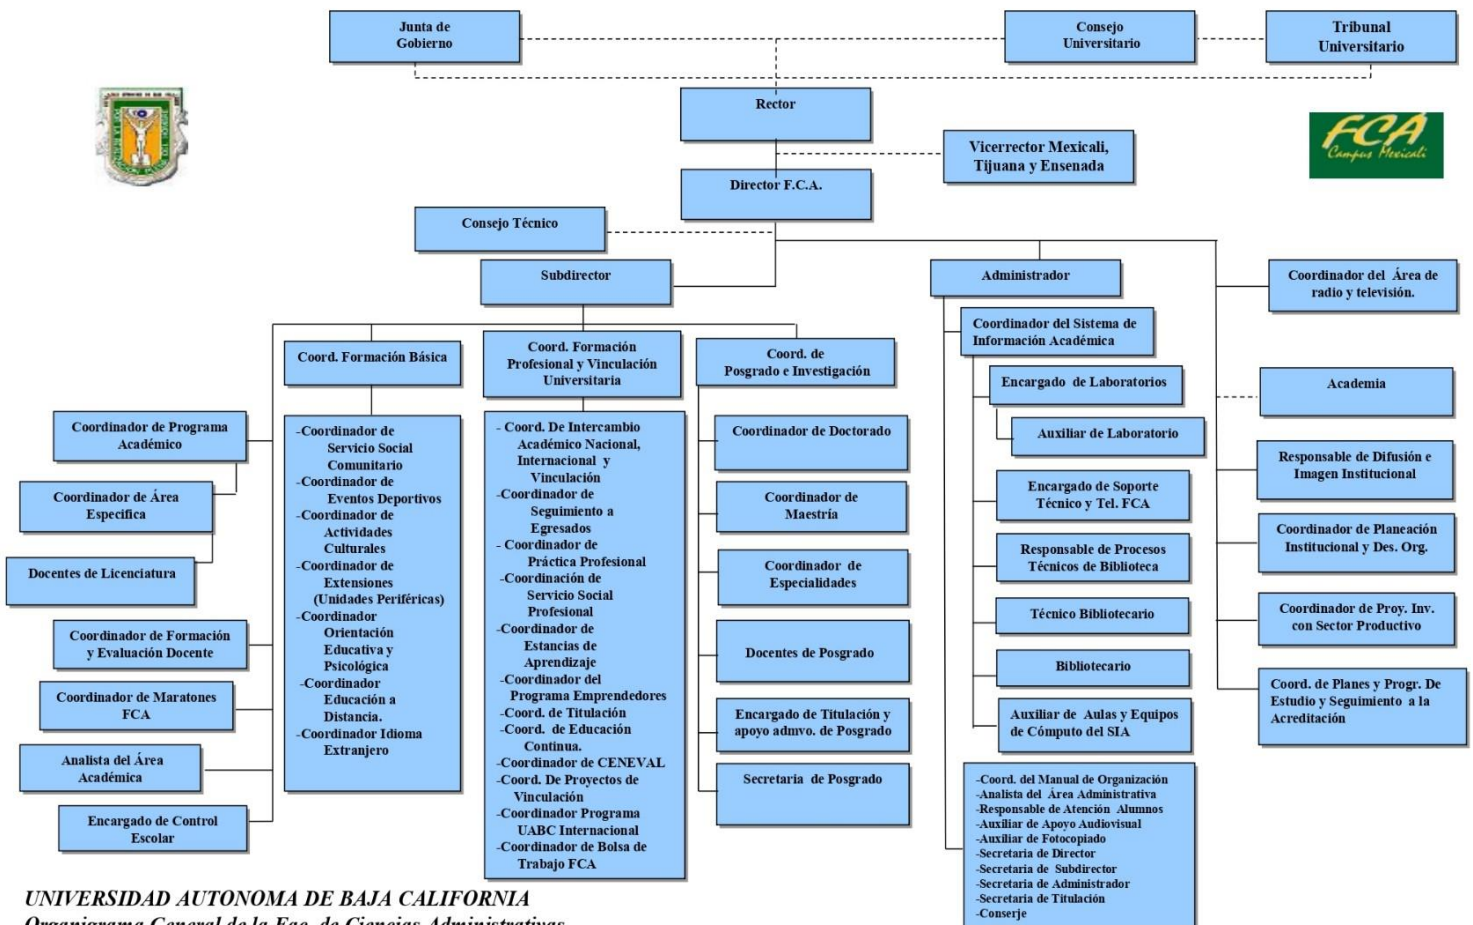 Junta de
Gobierno
Consejo
Universitario
Tribunal
Universitario
Rector
FCA
Campus Mexicali
Vicerrector Mexicali,
Tijuana y Ensenada
Director F.C.A.
Consejo Técnico
Subdirector
Administrador
Coordinador del Área de
radio y televisión.
Coord. Formación Básica
Coord. Formación
Profesional y Vinculación
Universitaria
Coord. de
Posgrado e Investigación
Coordinador del Sistema de
Información Académica
Encargado de Laboratorios
Academia
Coordinador de Programa
Académico
Coordinador de Área
Especifica
Docentes de Licenciatura
Coordinador de Formación
y Evaluación Docente
Coordinador de Maratones
FCA
Analista del Área
Académica
Encargado de Control
Escolar
-Coordinador de
Servicio Social
Comunitario
-Coordinador de
Eventos Deportivos
-Coordinador de
Actividades
Culturales
-Coordinador de
Extensiones
(Unidades Periféricas)
-Coordinador
Orientación
Educativa y
Psicológica
-Coordinador
Educación a
Distancia.
-Coordinador Idioma
Extranjero
- Coord. De Intercambio
Académico Nacional,
Internacional y
Vinculación
-Coordinador de
Seguimiento a
Egresados
- Coordinador de
Práctica Profesional
-Coordinación de
Servicio Social
Profesional
-Coordinador de
Estancias de
Aprendizaje
-Coordinador del
Programa Emprendedores
-Coord. de Titulación
-Coord. de Educación
Continua.
-Coordinador de CENEVAL
-Coord. De Proyectos de
Vinculación
-Coordinador Programa
UABC Internacional
-Coordinador de Bolsa de
Trabajo FCA
Coordinador de Doctorado
Coordinador de
Maestría
Coordinador de
Especialidades
Docentes de Posgrado
Encargado de Titulación y
apoyo admvo. de Posgrado
Secretaria de Posgrado
Auxiliar de Laboratorio
Encargado de Soporte
Técnico y Tel. FCA
Responsable de Procesos
Técnicos de Biblioteca
Técnico Bibliotecario
Bibliotecario
Auxiliar de Aulas y Equipos
de Cómputo del SIA
-Coord. del Manual de Organización
-Analista del Área Administrativa
-Responsable de Atención Alumnos
-Auxiliar de Apoyo Audiovisual
-Auxiliar de Fotocopiado
-Secretaria de Director
-Secretaria de Subdirector
-Secretaria de Administrador
-Secretaria de Titulación
-Conserje
Responsable de Difusión e
Imagen Institucional
Coordinador de Planeación
Institucional y Des. Org.
Coordinador de Proy. Inv.
con Sector Productivo
Coord. de Planes y Progr. De
Estudio y Seguimiento a la
Acreditación
UNIVERSIDAD AUTONOMA DE BAJA CALIFORNIA
Organigrama General de la Fac. de Ciencias Administrativas